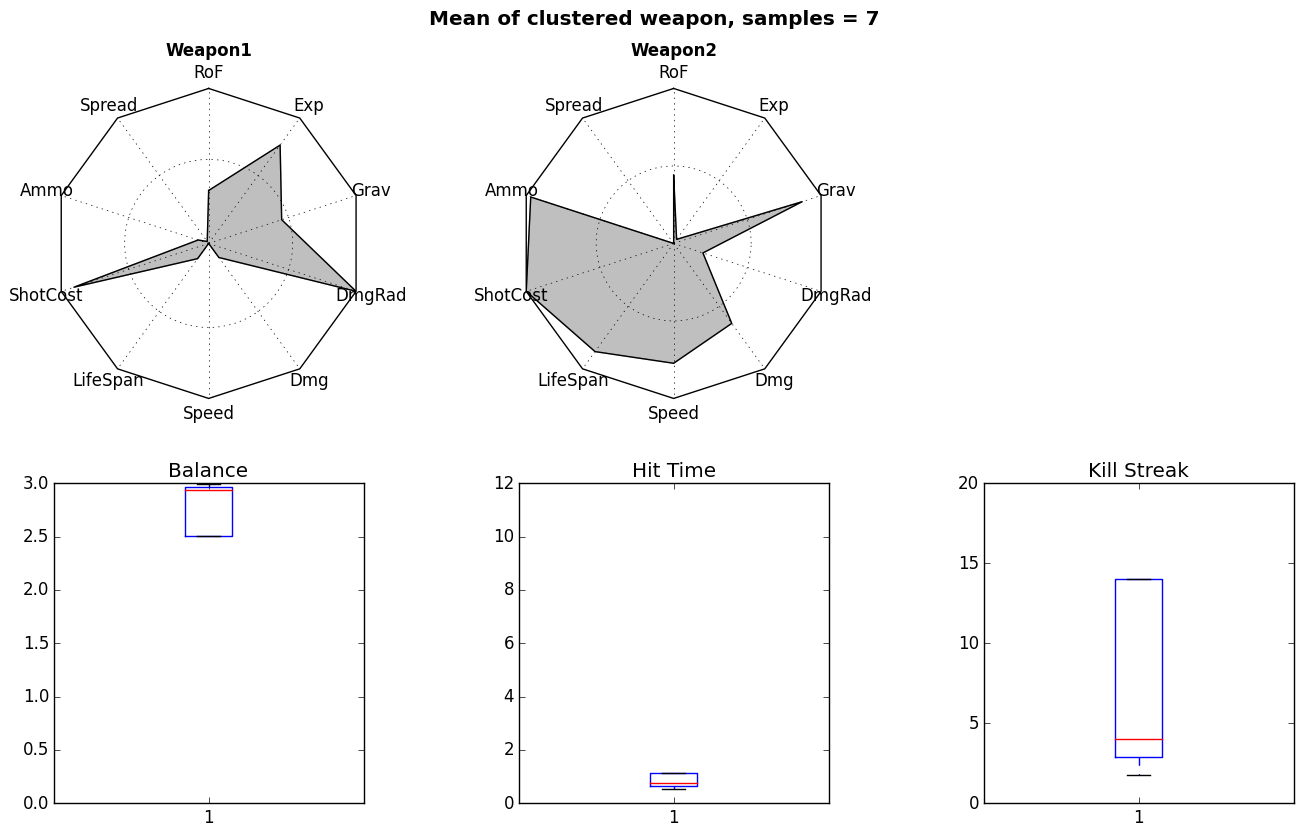 Mean of clustered weapon, samples = 7
Weapon1
RoF
Exp
Grav
DmgRad
Dmg
Speed
LifeSpan
ShotCost
Ammo
Spread
Weapon2
RoF
Exp
Grav
DmgRad
Dmg
Speed
LifeSpan
ShotCost
Ammo
Spread
Balance
3.0
2.5
2.0
1.5
1.0
0.5
0.0
1
Hit Time
12
10
8
6
4
2
0
1
Kill Streak
20
15
10
5
0
1